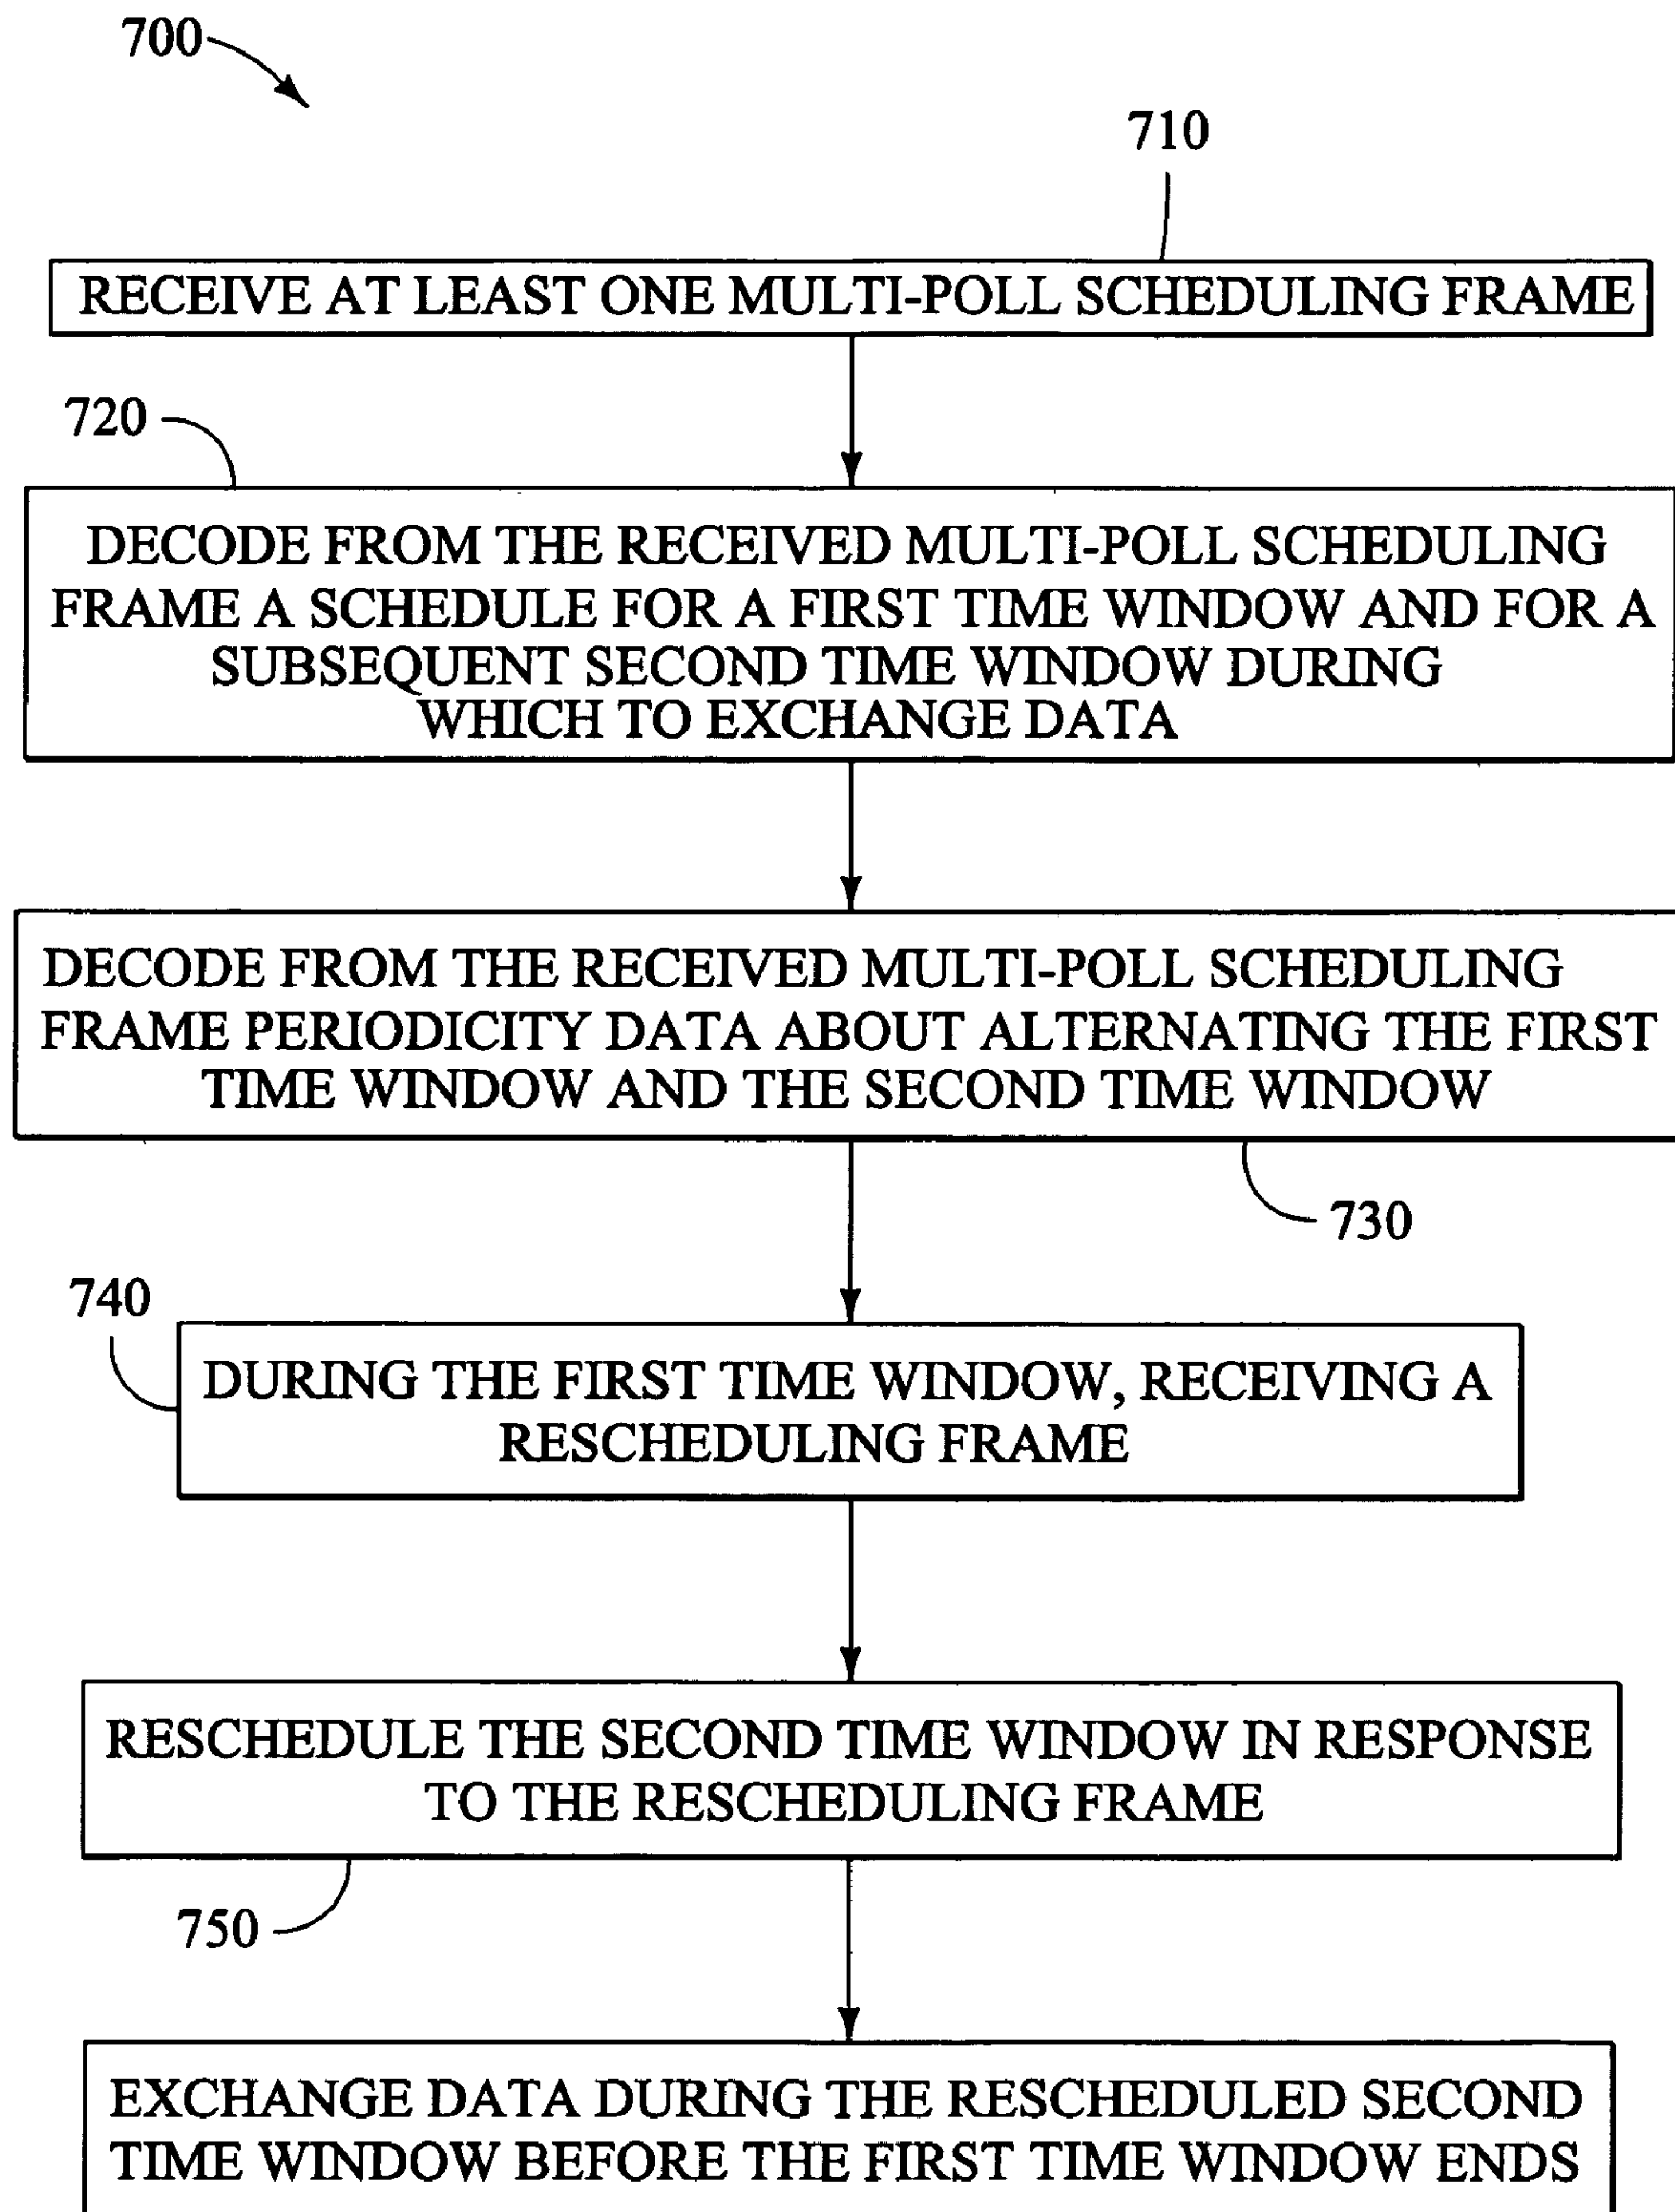 700
710
RECEIVE AT LEAST ONE MULTI-POLL SCHEDULING FRAME
720
DECODE FROM THE RECEIVED MULTI-POLL SCHEDULING
FRAME A SCHEDULE FOR A FIRST TIME WINDOW AND FOR A
SUBSEQUENT SECOND TIME WINDOW DURING
WHICH TO EXCHANGE DATA
DECODE FROM THE RECEIVED MULTI-POLL SCHEDULING
FRAME PERIODICITY DATA ABOUT ALTERNATING THE FIRST
TIME WINDOW AND THE SECOND TIME WINDOW
730
740
DURING THE FIRST TIME WINDOW, RECEIVING A
RESCHEDULING FRAME
RESCHEDULE THE SECOND TIME WINDOW IN RESPONSE
TO THE RESCHEDULING FRAME
750
EXCHANGE DATA DURING THE RESCHEDULED SECOND
TIME WINDOW BEFORE THE FIRST TIME WINDOW ENDS